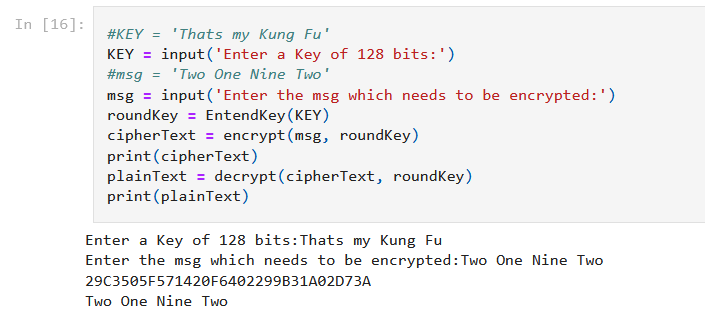 In [16]:
#KEY = 'Thats my Kung Fu'
KEY = input('Enter a Key of 128 bits:')
#msg = 'Two One Nine Two'
msg = input('Enter the msg which needs to be encrypted:')
roundKey = EntendKey(KEY)
cipherText = encrypt(msg, roundKey)
print(cipherText)
plainText = decrypt(cipherText, roundKey)
print(plainText)
Enter a Key of 128 bits:Thats my Kung Fu
Enter the msg which needs to be encrypted:Two One Nine Two
29C3505F571420F6402299B31A02D73A
Two One Nine Two